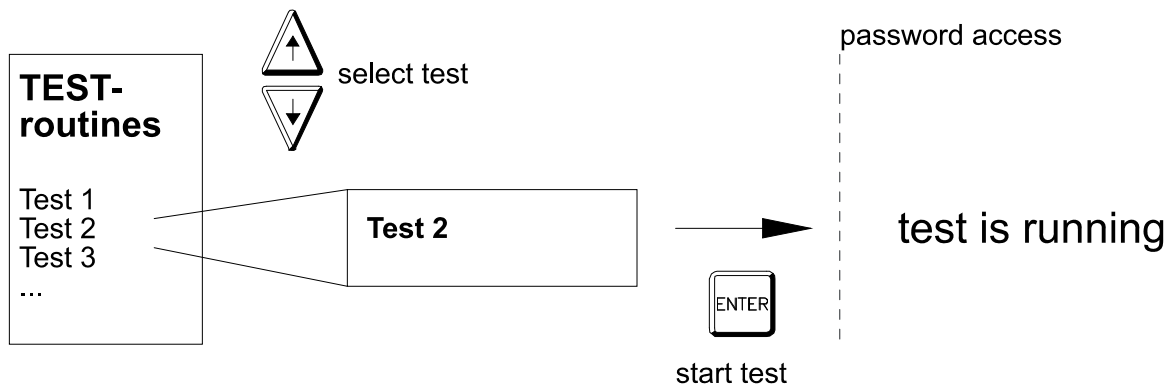 TEST-
routines
Test 1
Test 2
Test 3
...
select test
Test 2
ENTER
start test
password access
test is running